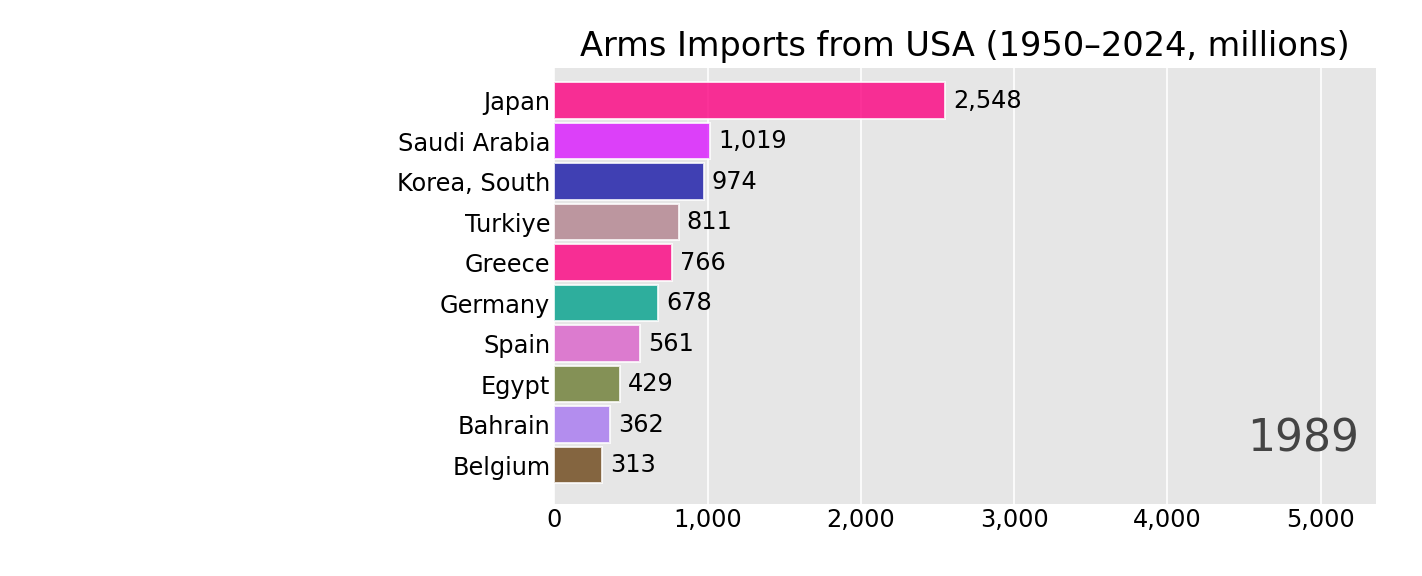 Arms Imports from USA (1950–2024, millions)
Japan 2,548
Saudi Arabia 1,019
Korea, South 974
Turkiye 811
Greece 766
Germany 678
Spain 561
Egypt 429
Bahrain 362
Belgium 313
1989
0 1,000 2,000 3,000 4,000 5,000